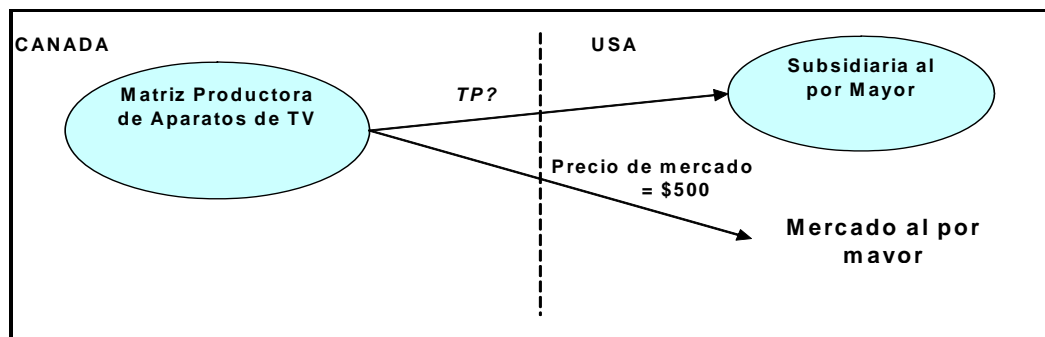 CANADA
USA
Matriz Productora
de Aparatos de TV
TP?
Subsidiaria al
por Mayor
Precio de mercado
= $500
Mercado al por
mavor